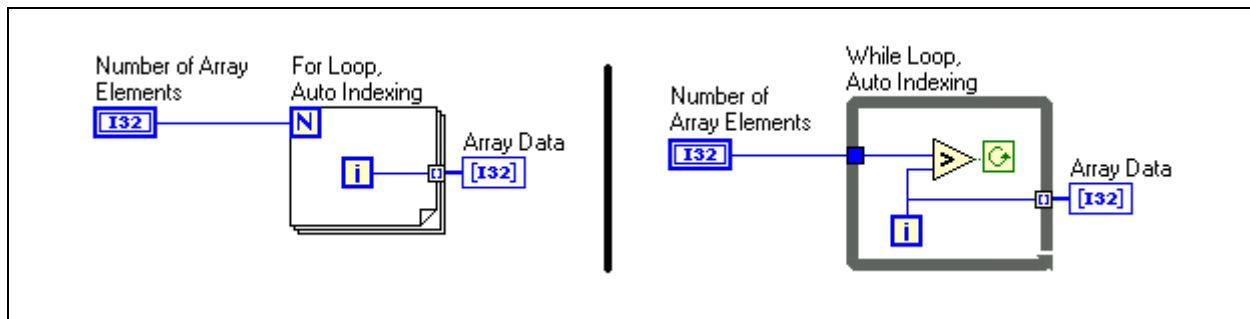 Number of Array
Elements
I32
For Loop,
Auto Indexing
N
i
Array Data
[I32]
Number of
Array Elements
I32
While Loop,
Auto Indexing
>
i
Array Data
[I32]